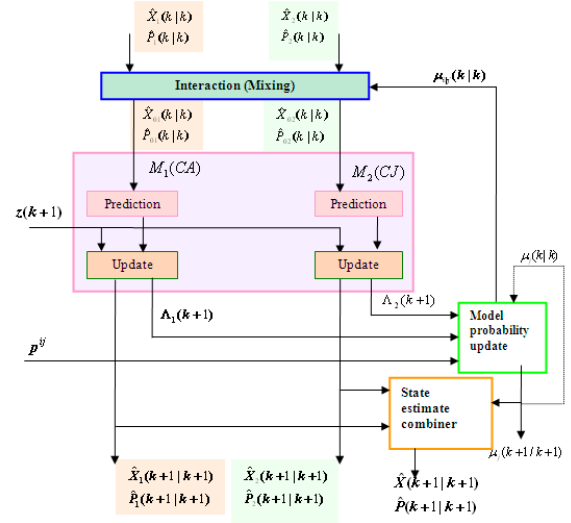 X̂₁(k|k)
P̂₁(k|k)
X̂₂(k|k)
P̂₂(k|k)
Interaction (Mixing)
μᵢⱼ(k|k)
X̂₀₁(k|k)
P̂₀₁(k|k)
X̂₀₂(k|k)
P̂₀₂(k|k)
M₁(CA)
M₂(CJ)
Prediction
Prediction
z(k+1)
Update
Update
μᵢ(k|k)
Λ₁(k+1)
Λ₂(k+1)
Model
probability
update
pⁱʲ
State
estimate
combiner
μᵢ(k+1/k+1)
X̂₁(k+1|k+1)
P̂₁(k+1|k+1)
X̂₂(k+1|k+1)
P̂₂(k+1|k+1)
X̂(k+1|k+1)
P̂(k+1|k+1)